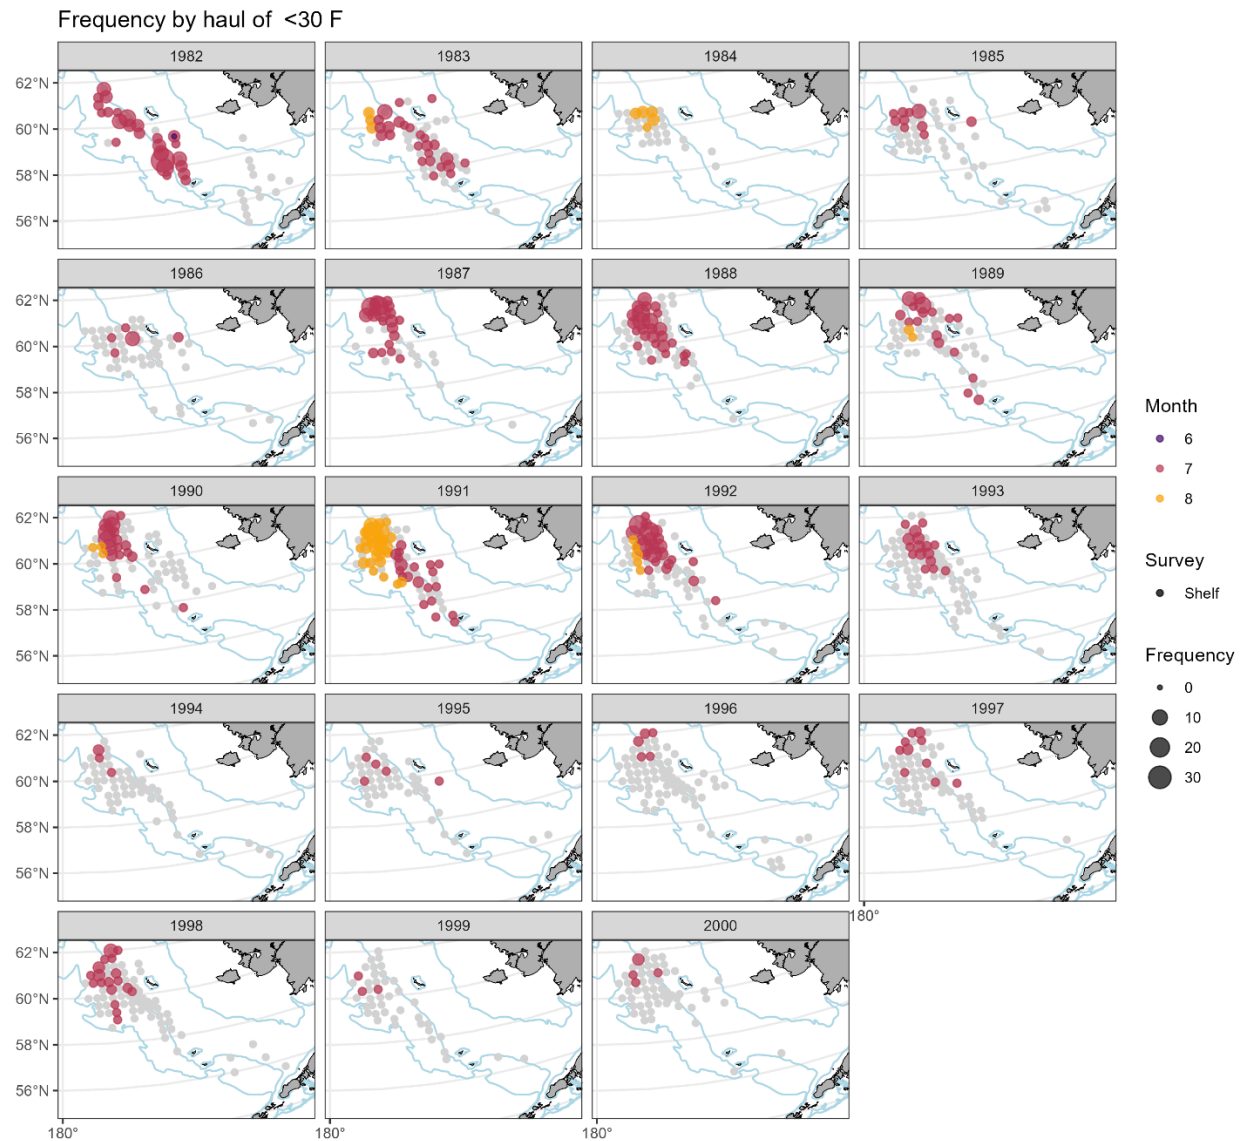 Frequency by haul of  <30 F
1982 1983 1984 1985
62°N
60°N
58°N
56°N
1986 1987 1988 1989
62°N
60°N
58°N
56°N
Month
6
7
8
1990 1991 1992 1993
62°N
60°N
58°N
56°N
Survey
Shelf
Frequency
0
10
20
30
1994 1995 1996 1997
62°N
60°N
58°N
56°N
180°
1998 1999 2000
62°N
60°N
58°N
56°N
180° 180° 180°